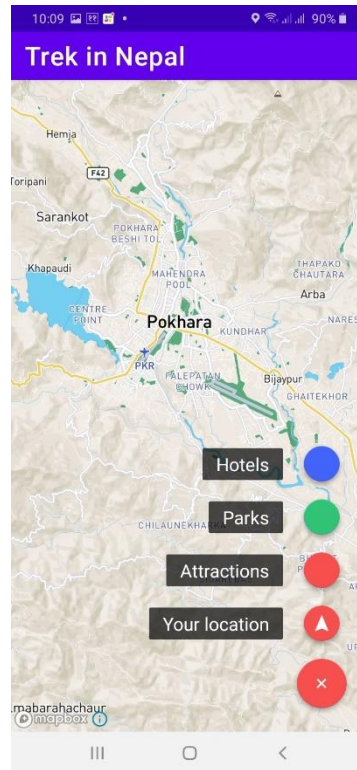 10:09
90%
Trek in Nepal
Hemja
F42
Toripani
Sarankot
POKHARA
BESHI TOL
Khapaudi
MAHENDRA
POOL
THAPAKO
CHAUTARA
Arba
CENTRE
POINT
Pokhara
KUNDHAR
NARES
PKR
ALEPATAN
CHOWK
Bijaypur
GHAITEKHOR
Hotels
Parks
CHILAUNEKHARKA
Attractions
Your location
mabarahachaur
mapbox